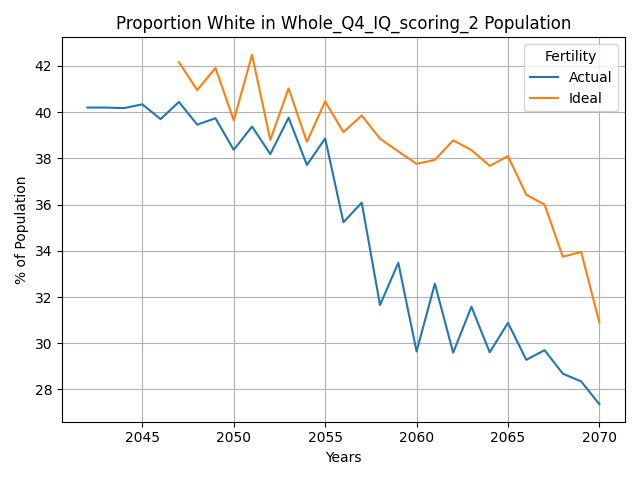 Proportion White in Whole_Q4_IQ_scoring_2 Population
Fertility
Actual
Ideal
% of Population
42
40
38
36
34
32
30
28
2045 2050 2055 2060 2065 2070
Years